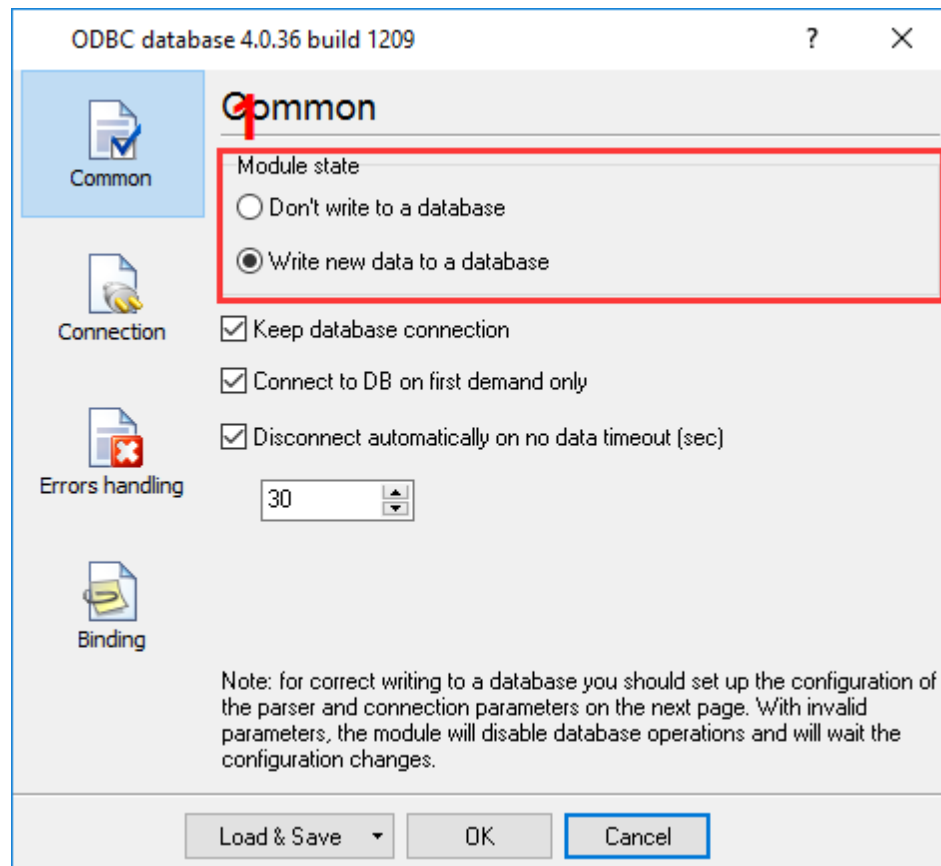 ODBC database 4.0.36 build 1209
?
Common
1
Module state
Don't write to a database
Write new data to a database
Keep database connection
Connect to DB on first demand only
Disconnect automatically on no data timeout (sec)
30
Common
Connection
Errors handling
Binding
Note: for correct writing to a database you should set up the configuration of
the parser and connection parameters on the next page. With invalid
parameters, the module will disable database operations and will wait the
configuration changes.
Load & Save
OK
Cancel